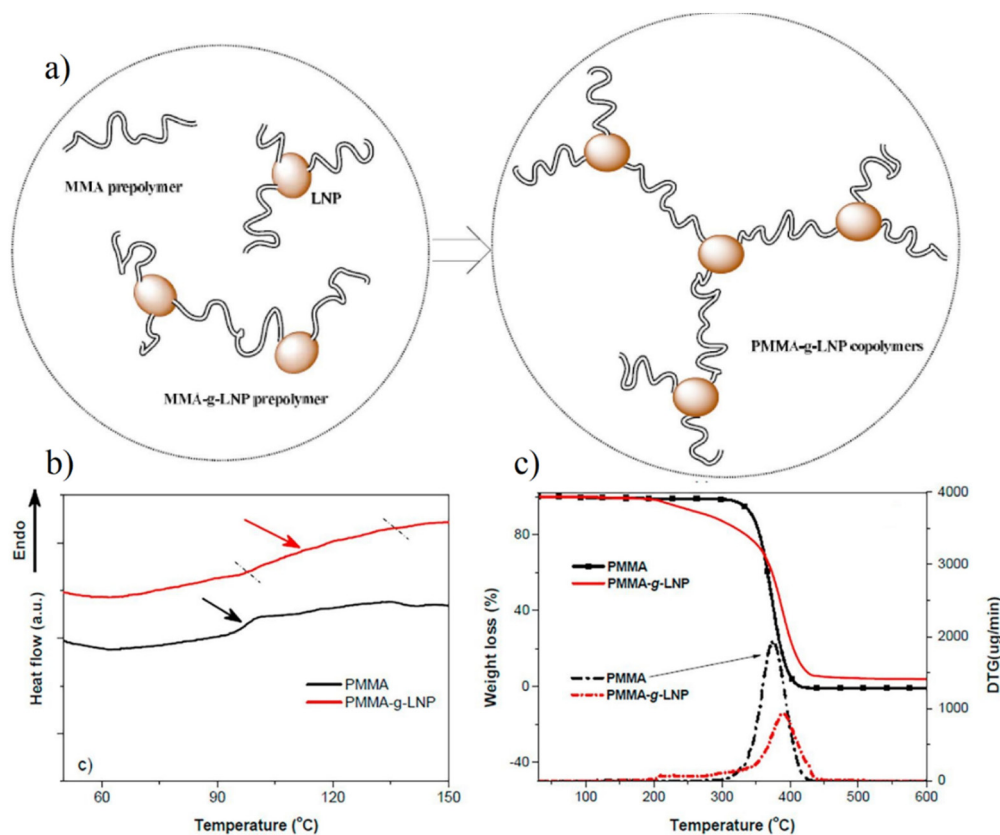 a)
MMA prepolymer
LNP
MMA-g-LNP prepolymer
PMMA-g-LNP copolymers
b)
Endo
Heat flow (a.u.)
PMMA
PMMA-g-LNP
c)
60
90
120
150
Temperature (°C)
c)
80
40
0
-40
Weight loss (%)
PMMA
PMMA-g-LNP
PMMA
PMMA-g-LNP
4000
3000
2000
1000
0
DTG(ug/min)
100
200
300
400
500
600
Temperature (°C)